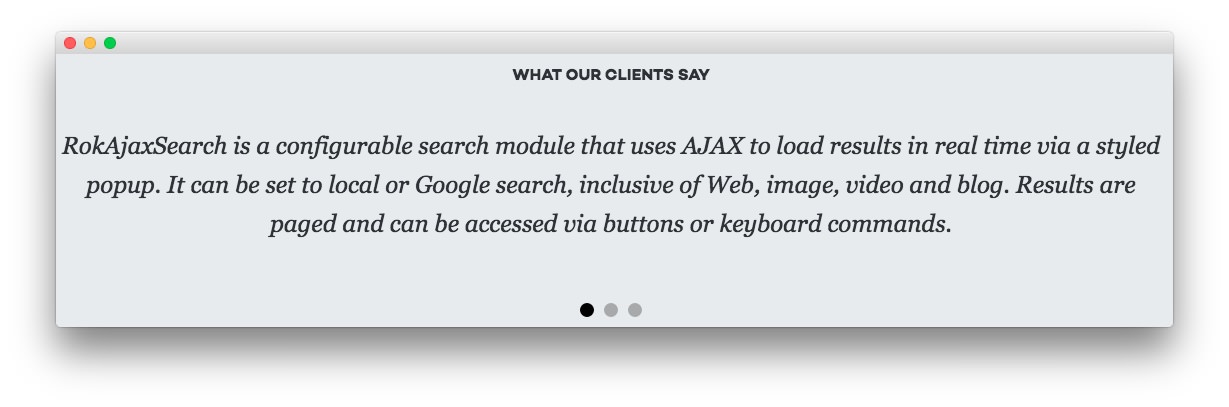 WHAT OUR CLIENTS SAY
RokAjaxSearch is a configurable search module that uses AJAX to load results in real time via a styled
popup. It can be set to local or Google search, inclusive of Web, image, video and blog. Results are
paged and can be accessed via buttons or keyboard commands.